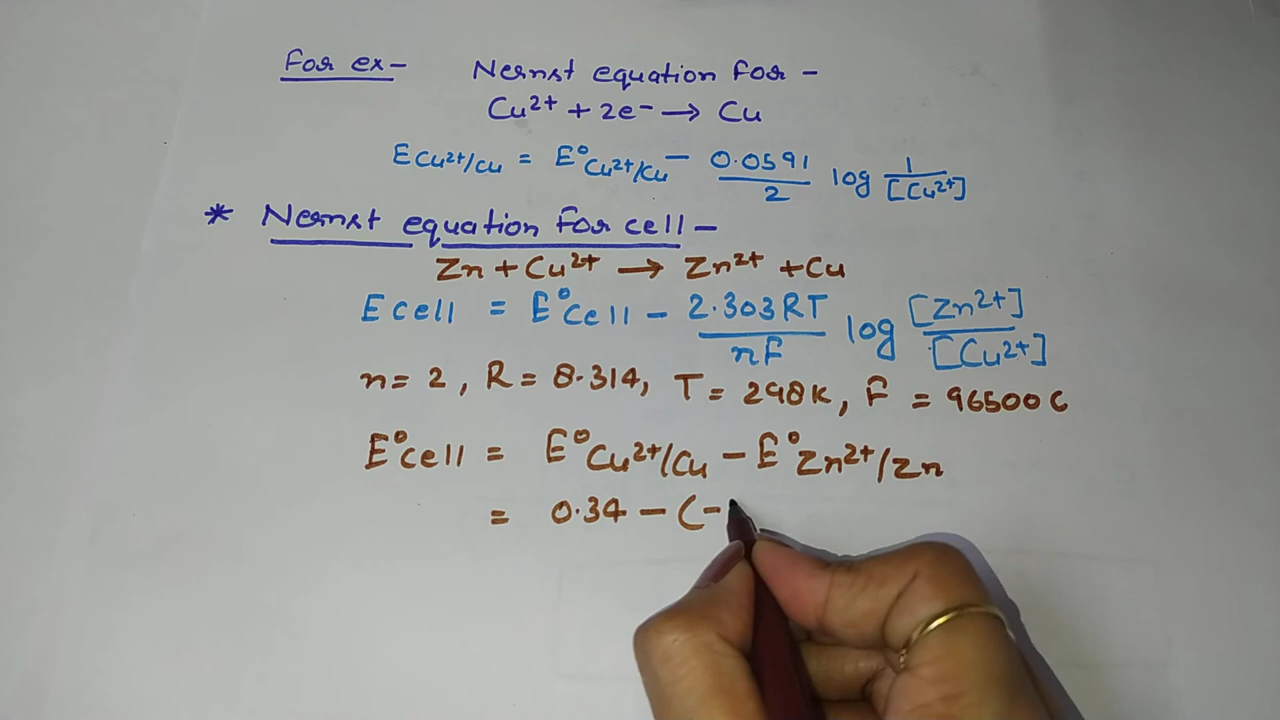 For ex- Nernst equation for -
Cu²⁺ + 2e⁻ → Cu
E Cu²⁺/Cu = E° Cu²⁺/Cu - 0.0591/2 log 1/[Cu²⁺]
* Nernst equation for cell -
Zn + Cu²⁺ → Zn²⁺ + Cu
E cell = E° cell - 2.303RT/nF log [Zn²⁺]/[Cu²⁺]
n = 2, R = 8.314, T = 298K, F = 96500 C
E° cell = E° Cu²⁺/Cu - E° Zn²⁺/Zn
= 0.34 - (-